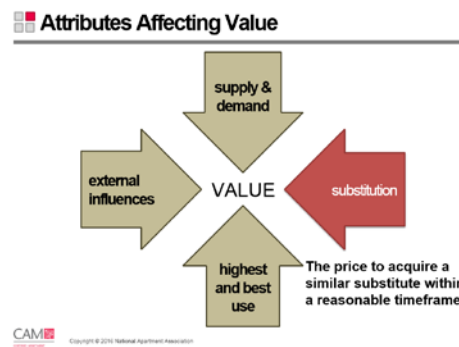 Attributes Affecting Value
supply &
demand
external
influences
VALUE
substitution
highest
and best
use
The price to acquire a
similar substitute within
a reasonable timeframe
CAM
Copyright © 2016 National Apartment Association